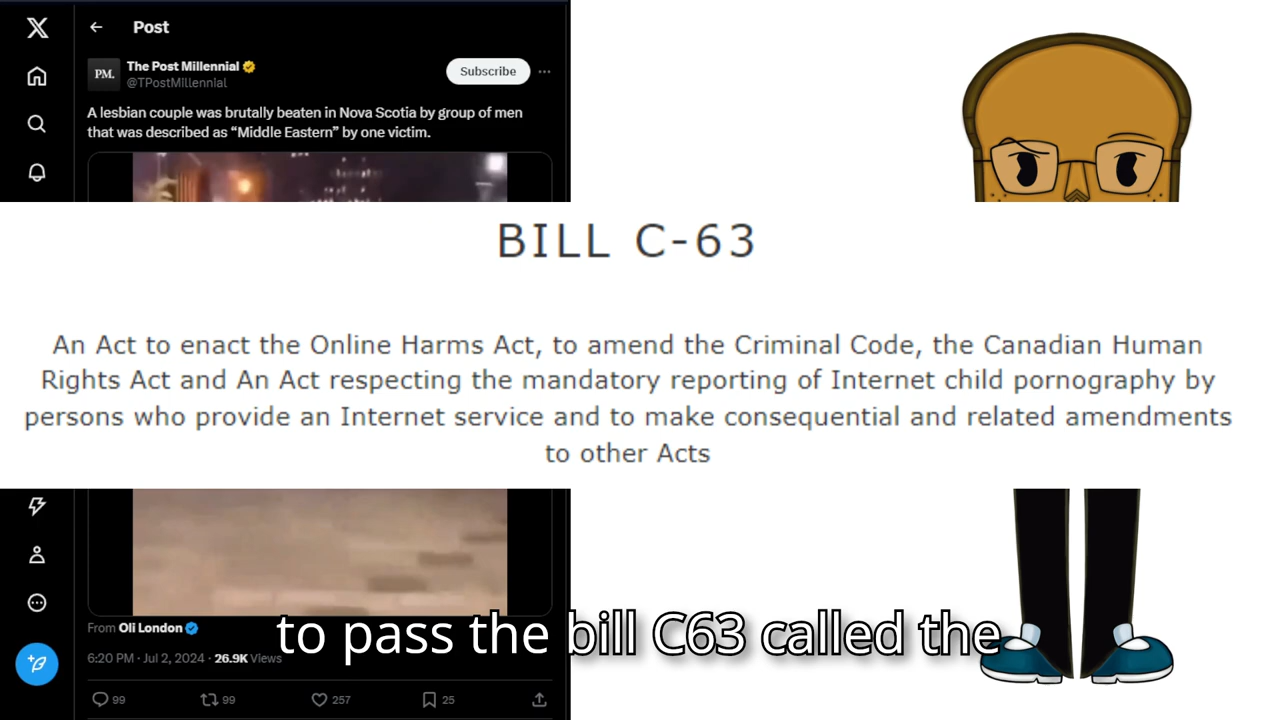 Post
PM.
The Post Millennial
@TPostMillennial
Subscribe
A lesbian couple was brutally beaten in Nova Scotia by group of men
that was described as “Middle Eastern” by one victim.
BILL C-63
An Act to enact the Online Harms Act, to amend the Criminal Code, the Canadian Human
Rights Act and An Act respecting the mandatory reporting of Internet child pornography by
persons who provide an Internet service and to make consequential and related amendments
to other Acts
to pass the bill C63 called the
From Oli London
6:20 PM · Jul 2, 2024 · 26.9K Views
99 99 257 25